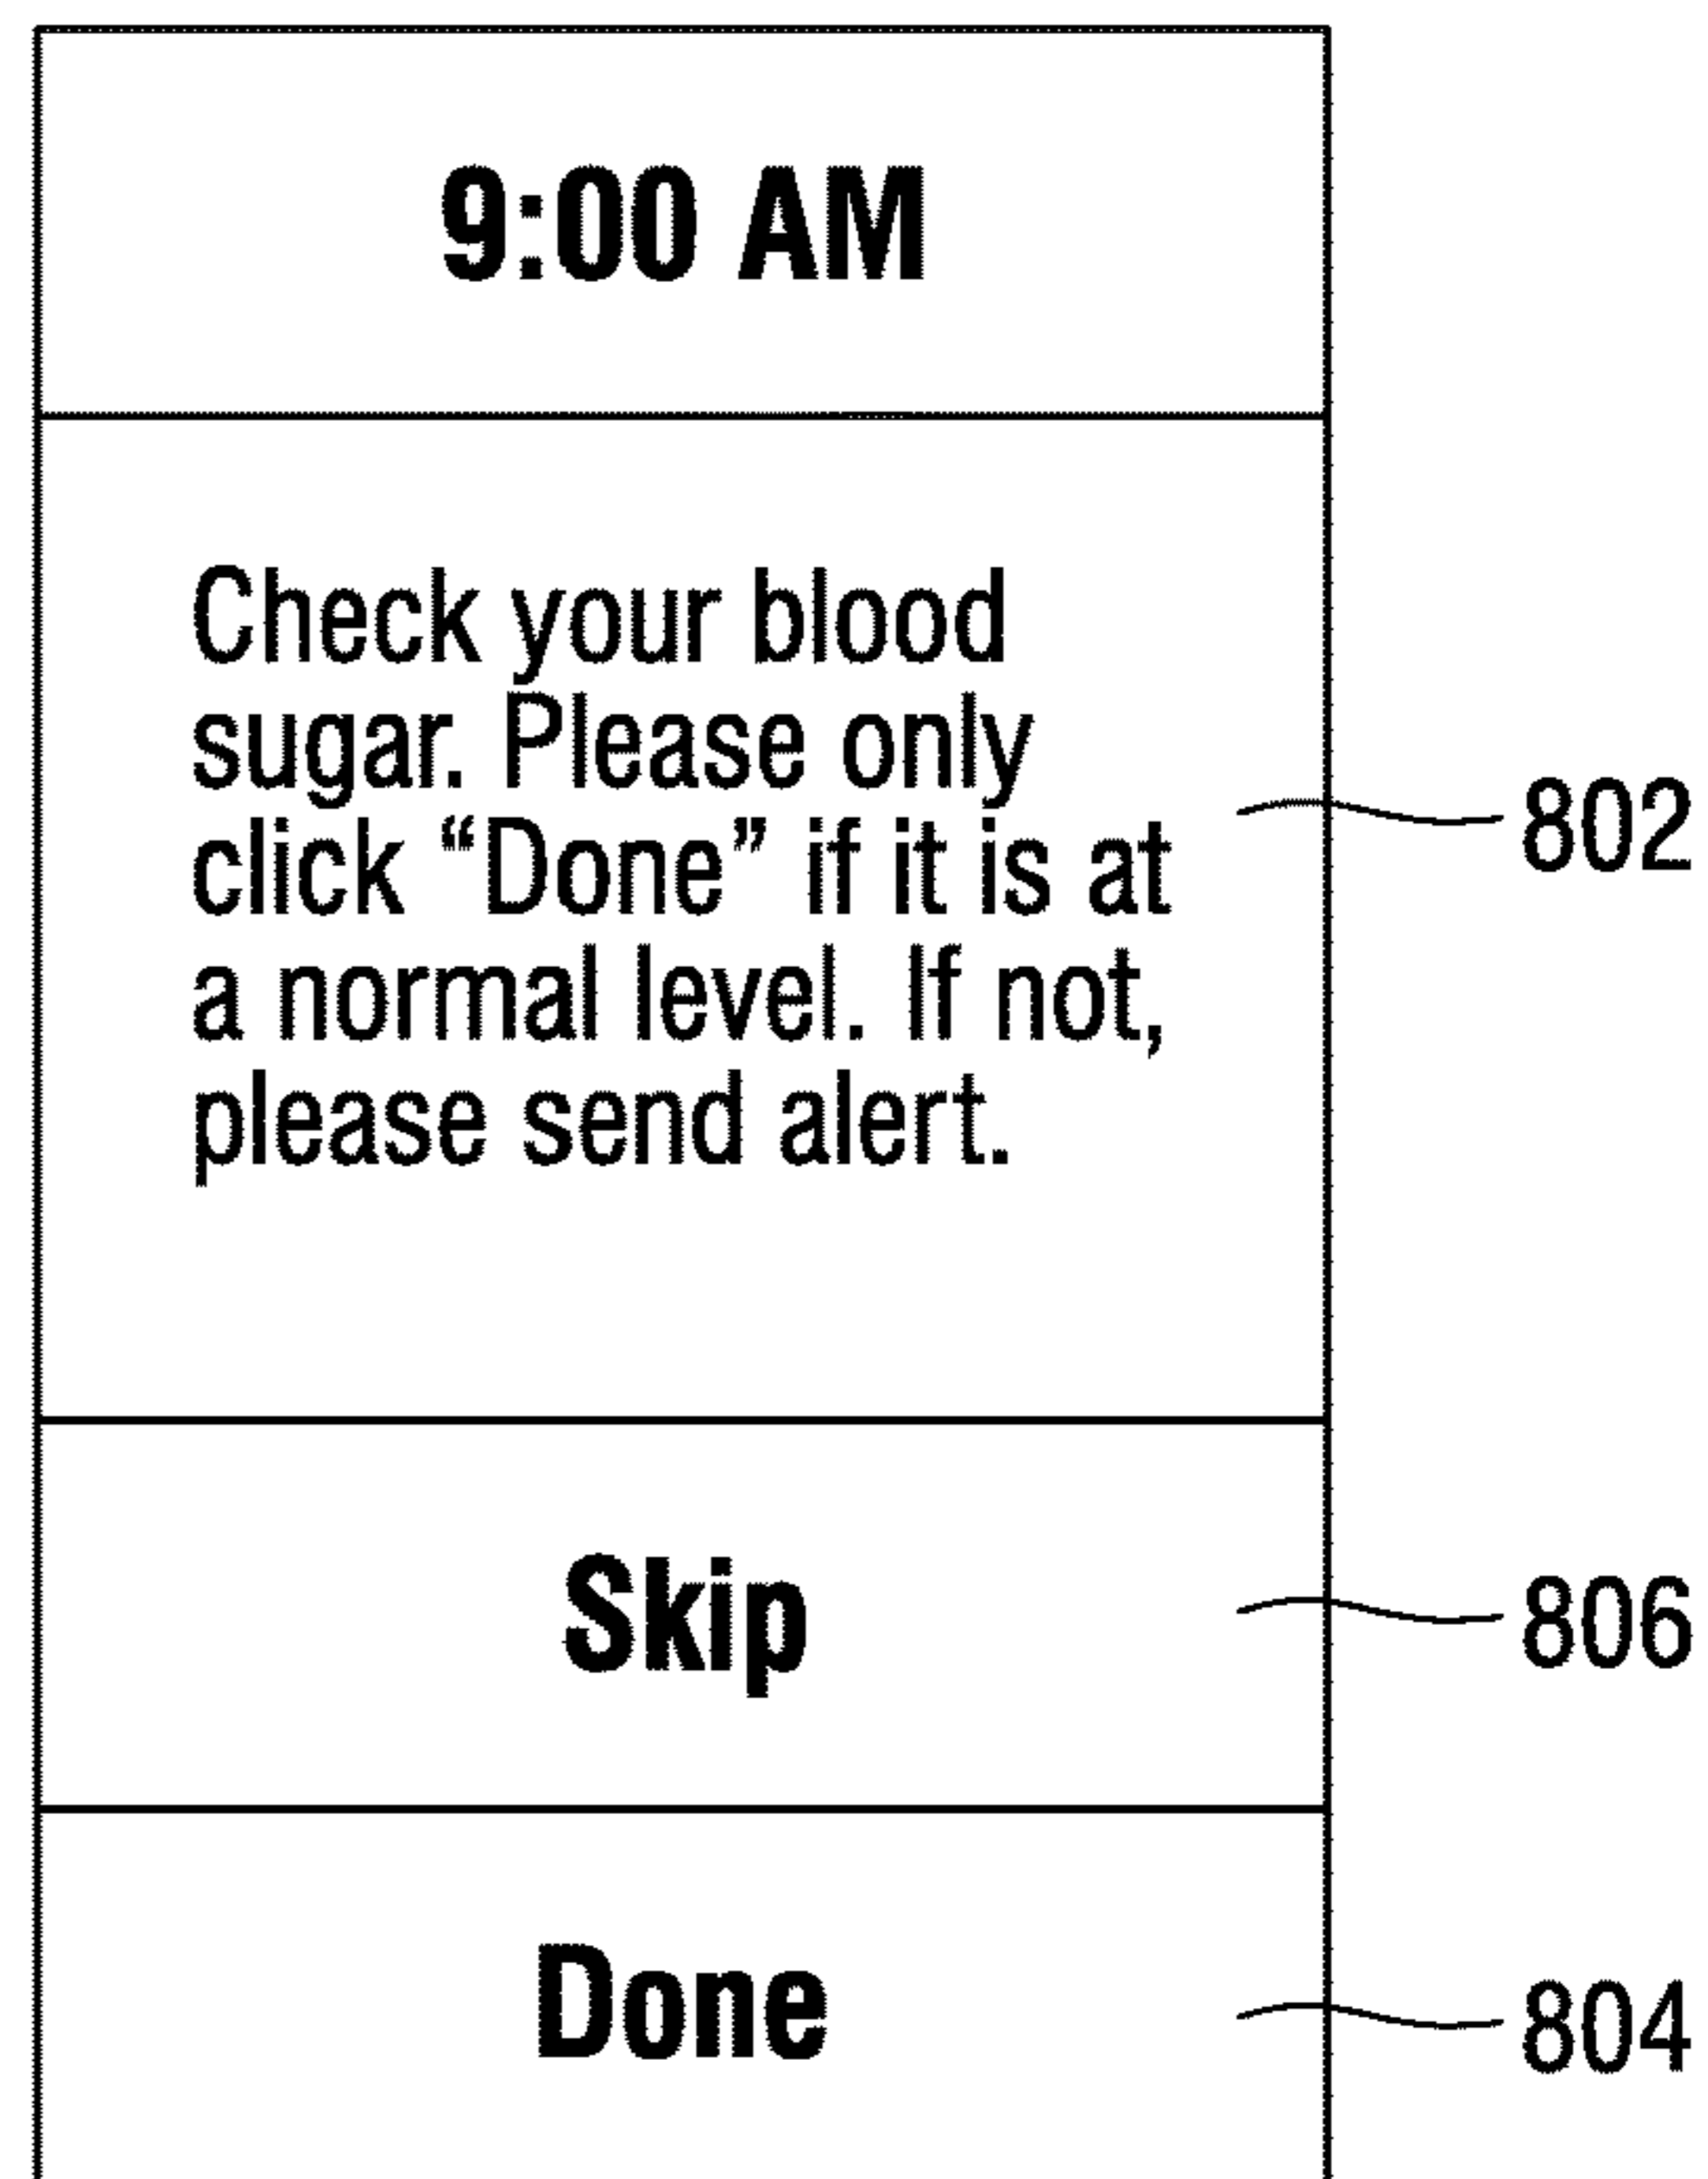 9:00 AM
Check your blood
sugar. Please only
click “Done” if it is at
a normal level. If not,
please send alert.
802
Skip
806
Done
804